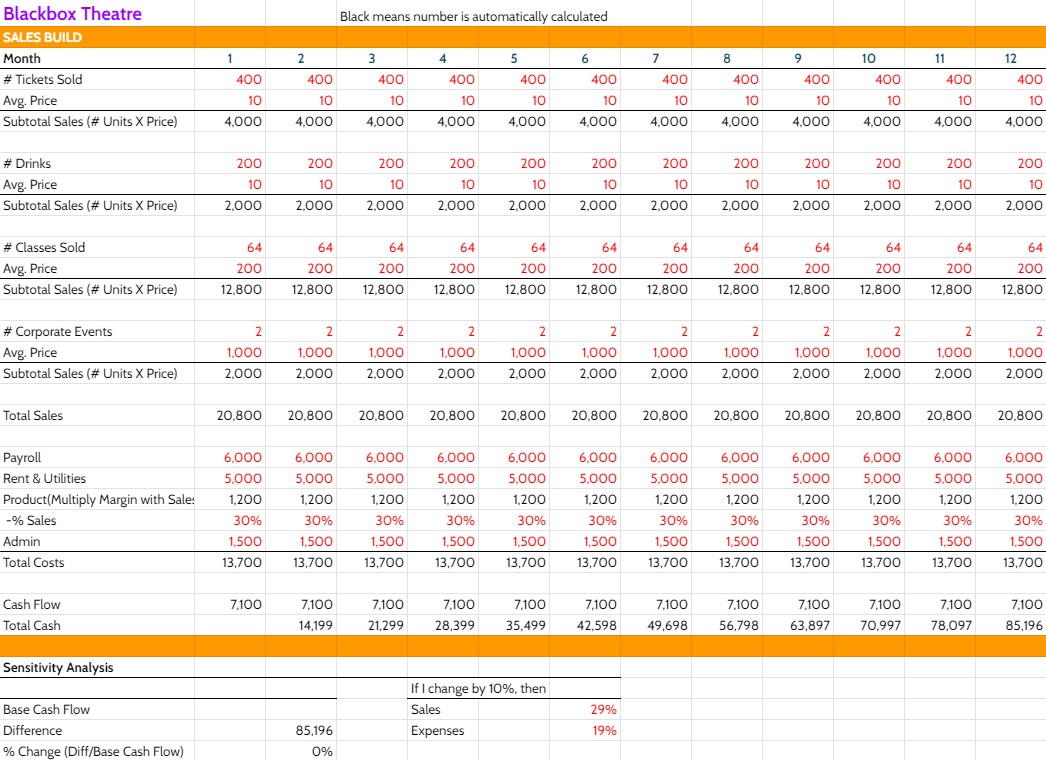 Blackbox Theatre Black means number is automatically calculated
SALES BUILD
Month 1 2 3 4 5 6 7 8 9 10 11 12
# Tickets Sold 400 400 400 400 400 400 400 400 400 400 400 400
Avg. Price 10 10 10 10 10 10 10 10 10 10 10 10
Subtotal Sales (# Units X Price) 4,000 4,000 4,000 4,000 4,000 4,000 4,000 4,000 4,000 4,000 4,000 4,000
# Drinks 200 200 200 200 200 200 200 200 200 200 200 200
Avg. Price 10 10 10 10 10 10 10 10 10 10 10 10
Subtotal Sales (# Units X Price) 2,000 2,000 2,000 2,000 2,000 2,000 2,000 2,000 2,000 2,000 2,000 2,000
# Classes Sold 64 64 64 64 64 64 64 64 64 64 64 64
Avg. Price 200 200 200 200 200 200 200 200 200 200 200 200
Subtotal Sales (# Units X Price) 12,800 12,800 12,800 12,800 12,800 12,800 12,800 12,800 12,800 12,800 12,800 12,800
# Corporate Events 2 2 2 2 2 2 2 2 2 2 2 2
Avg. Price 1,000 1,000 1,000 1,000 1,000 1,000 1,000 1,000 1,000 1,000 1,000 1,000
Subtotal Sales (# Units X Price) 2,000 2,000 2,000 2,000 2,000 2,000 2,000 2,000 2,000 2,000 2,000 2,000
Total Sales 20,800 20,800 20,800 20,800 20,800 20,800 20,800 20,800 20,800 20,800 20,800 20,800
Payroll 6,000 6,000 6,000 6,000 6,000 6,000 6,000 6,000 6,000 6,000 6,000 6,000
Rent & Utilities 5,000 5,000 5,000 5,000 5,000 5,000 5,000 5,000 5,000 5,000 5,000 5,000
Product(Multiply Margin with Sales 1,200 1,200 1,200 1,200 1,200 1,200 1,200 1,200 1,200 1,200 1,200 1,200
-% Sales 30% 30% 30% 30% 30% 30% 30% 30% 30% 30% 30% 30%
Admin 1,500 1,500 1,500 1,500 1,500 1,500 1,500 1,500 1,500 1,500 1,500 1,500
Total Costs 13,700 13,700 13,700 13,700 13,700 13,700 13,700 13,700 13,700 13,700 13,700 13,700
Cash Flow 7,100 7,100 7,100 7,100 7,100 7,100 7,100 7,100 7,100 7,100 7,100 7,100
Total Cash 14,199 21,299 28,399 35,499 42,598 49,698 56,798 63,897 70,997 78,097 85,196
Sensitivity Analysis
If I change by 10%, then
Base Cash Flow Sales 29%
Difference 85,196 Expenses 19%
% Change (Diff/Base Cash Flow) 0%